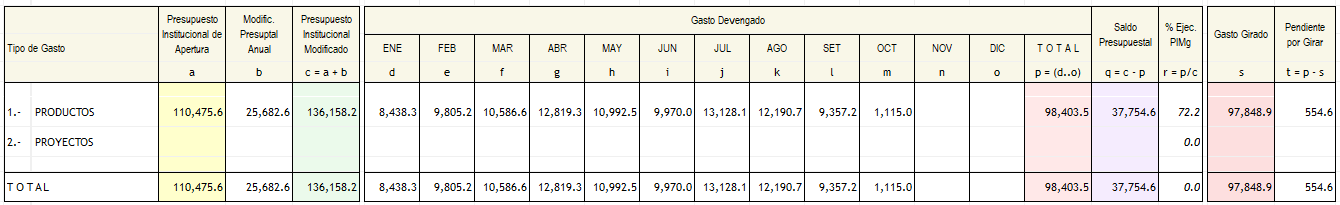 Tipo de Gasto Presupuesto Institucional de Apertura Modific. Presuptal Anual Presupuesto Institucional Modificado Gasto Devengado Saldo Presupuestal % Ejec. PIMg Gasto Girado Pendiente por Girar
ENE FEB MAR ABR MAY JUN JUL AGO SET OCT NOV DIC T O T A L
a b c = a + b d e f g h i j k l m n o p = (d..o) q = c - p r = p/c s t = p - s
1.- PRODUCTOS 110,475.6 25,682.6 136,158.2 8,438.3 9,805.2 10,586.6 12,819.3 10,992.5 9,970.0 13,128.1 12,190.7 9,357.2 1,115.0 98,403.5 37,754.6 72.2 97,848.9 554.6
2.- PROYECTOS 0.0
T O T A L 110,475.6 25,682.6 136,158.2 8,438.3 9,805.2 10,586.6 12,819.3 10,992.5 9,970.0 13,128.1 12,190.7 9,357.2 1,115.0 98,403.5 37,754.6 0.0 97,848.9 554.6